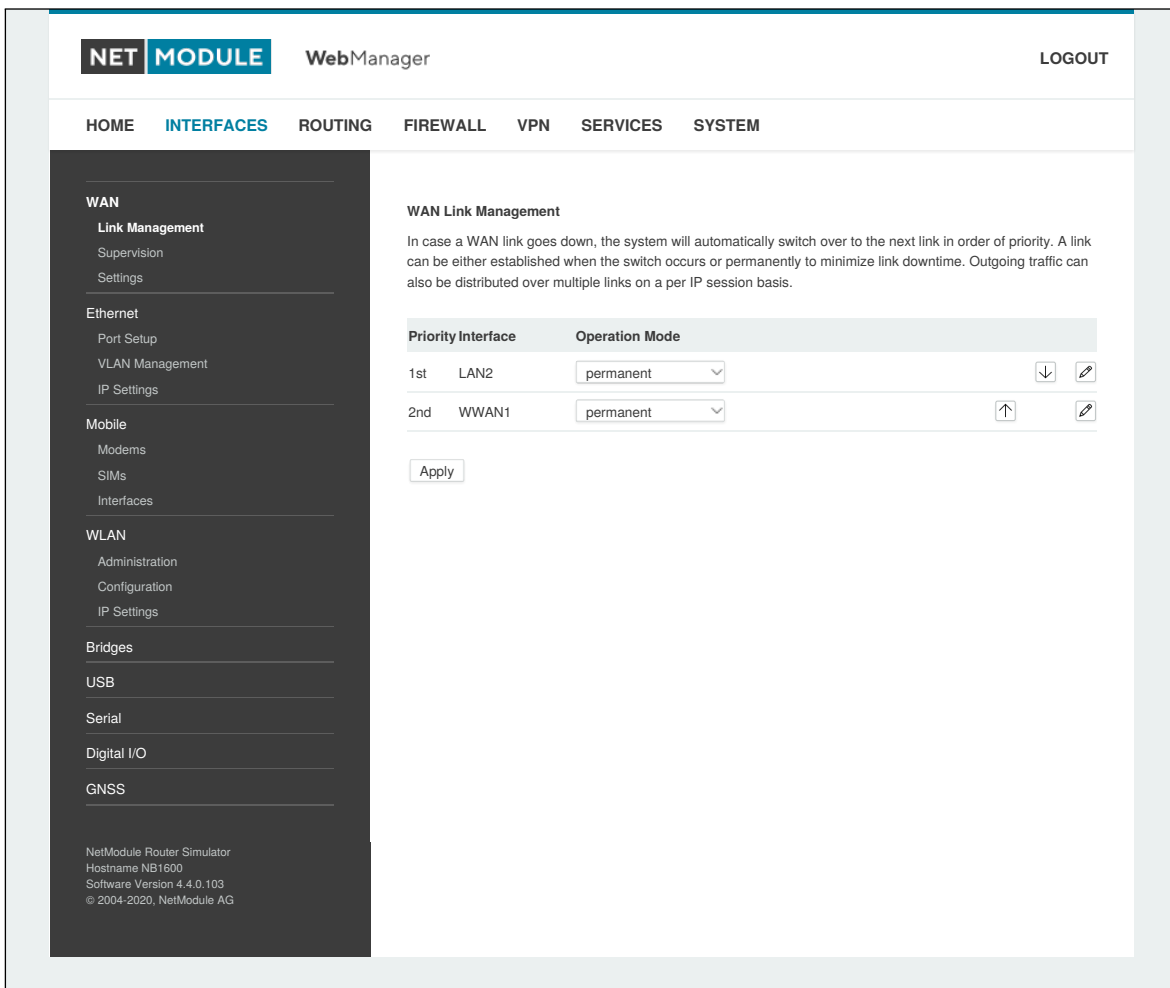 NET MODULE WebManager LOGOUT
HOME INTERFACES ROUTING FIREWALL VPN SERVICES SYSTEM
WAN
Link Management
Supervision
Settings
Ethernet
Port Setup
VLAN Management
IP Settings
Mobile
Modems
SIMs
Interfaces
WLAN
Administration
Configuration
IP Settings
Bridges
USB
Serial
Digital I/O
GNSS
NetModule Router Simulator
Hostname NB1600
Software Version 4.4.0.103
© 2004-2020, NetModule AG
WAN Link Management
In case a WAN link goes down, the system will automatically switch over to the next link in order of priority. A link
can be either established when the switch occurs or permanently to minimize link downtime. Outgoing traffic can
also be distributed over multiple links on a per IP session basis.
Priority Interface Operation Mode
1st LAN2 permanent
2nd WWAN1 permanent
Apply